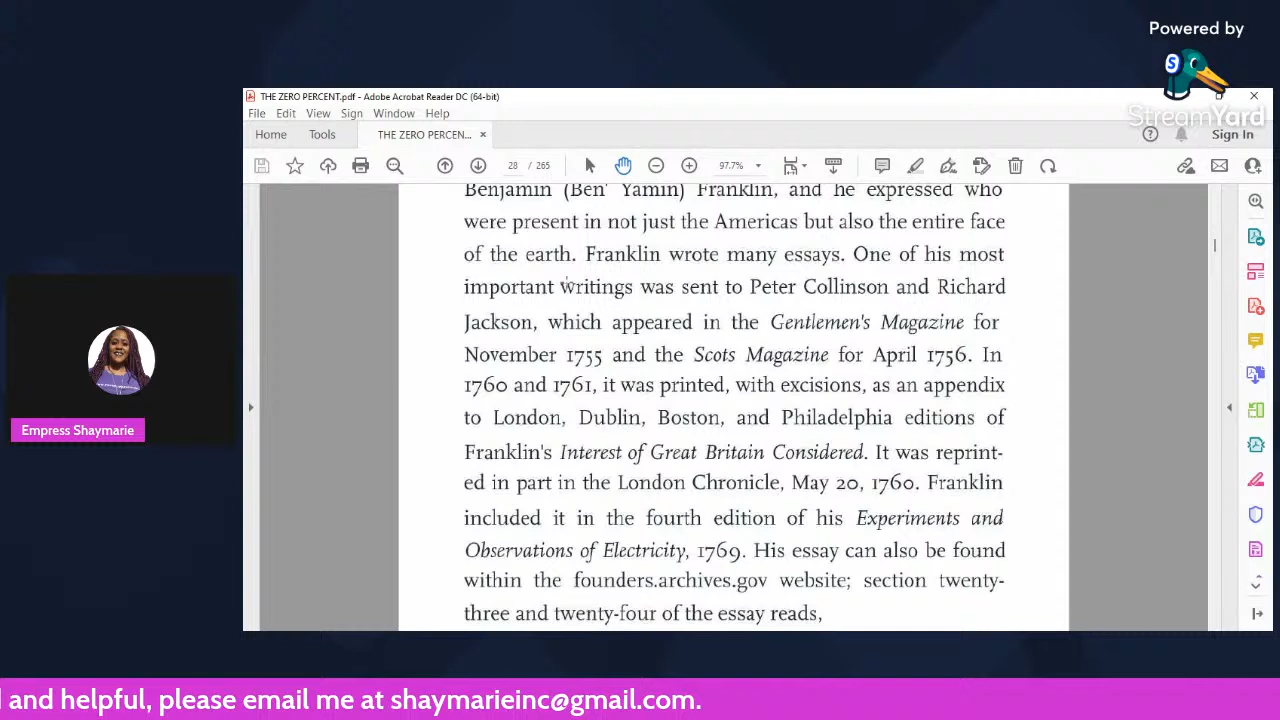 Powered by
S
StreamYard
THE ZERO PERCENT.pdf - Adobe Acrobat Reader DC (64-bit)
File Edit View Sign Window Help
Home Tools THE ZERO PERCEN... ×
Sign In
28 / 265
97.7%
Benjamin (Ben' Yamin) Franklin, and he expressed who
were present in not just the Americas but also the entire face
of the earth. Franklin wrote many essays. One of his most
important writings was sent to Peter Collinson and Richard
Jackson, which appeared in the Gentlemen's Magazine for
November 1755 and the Scots Magazine for April 1756. In
1760 and 1761, it was printed, with excisions, as an appendix
to London, Dublin, Boston, and Philadelphia editions of
Franklin's Interest of Great Britain Considered. It was reprint-
ed in part in the London Chronicle, May 20, 1760. Franklin
included it in the fourth edition of his Experiments and
Observations of Electricity, 1769. His essay can also be found
within the founders.archives.gov website; section twenty-
three and twenty-four of the essay reads,
Empress Shaymarie
and helpful, please email me at shaymarieinc@gmail.com.